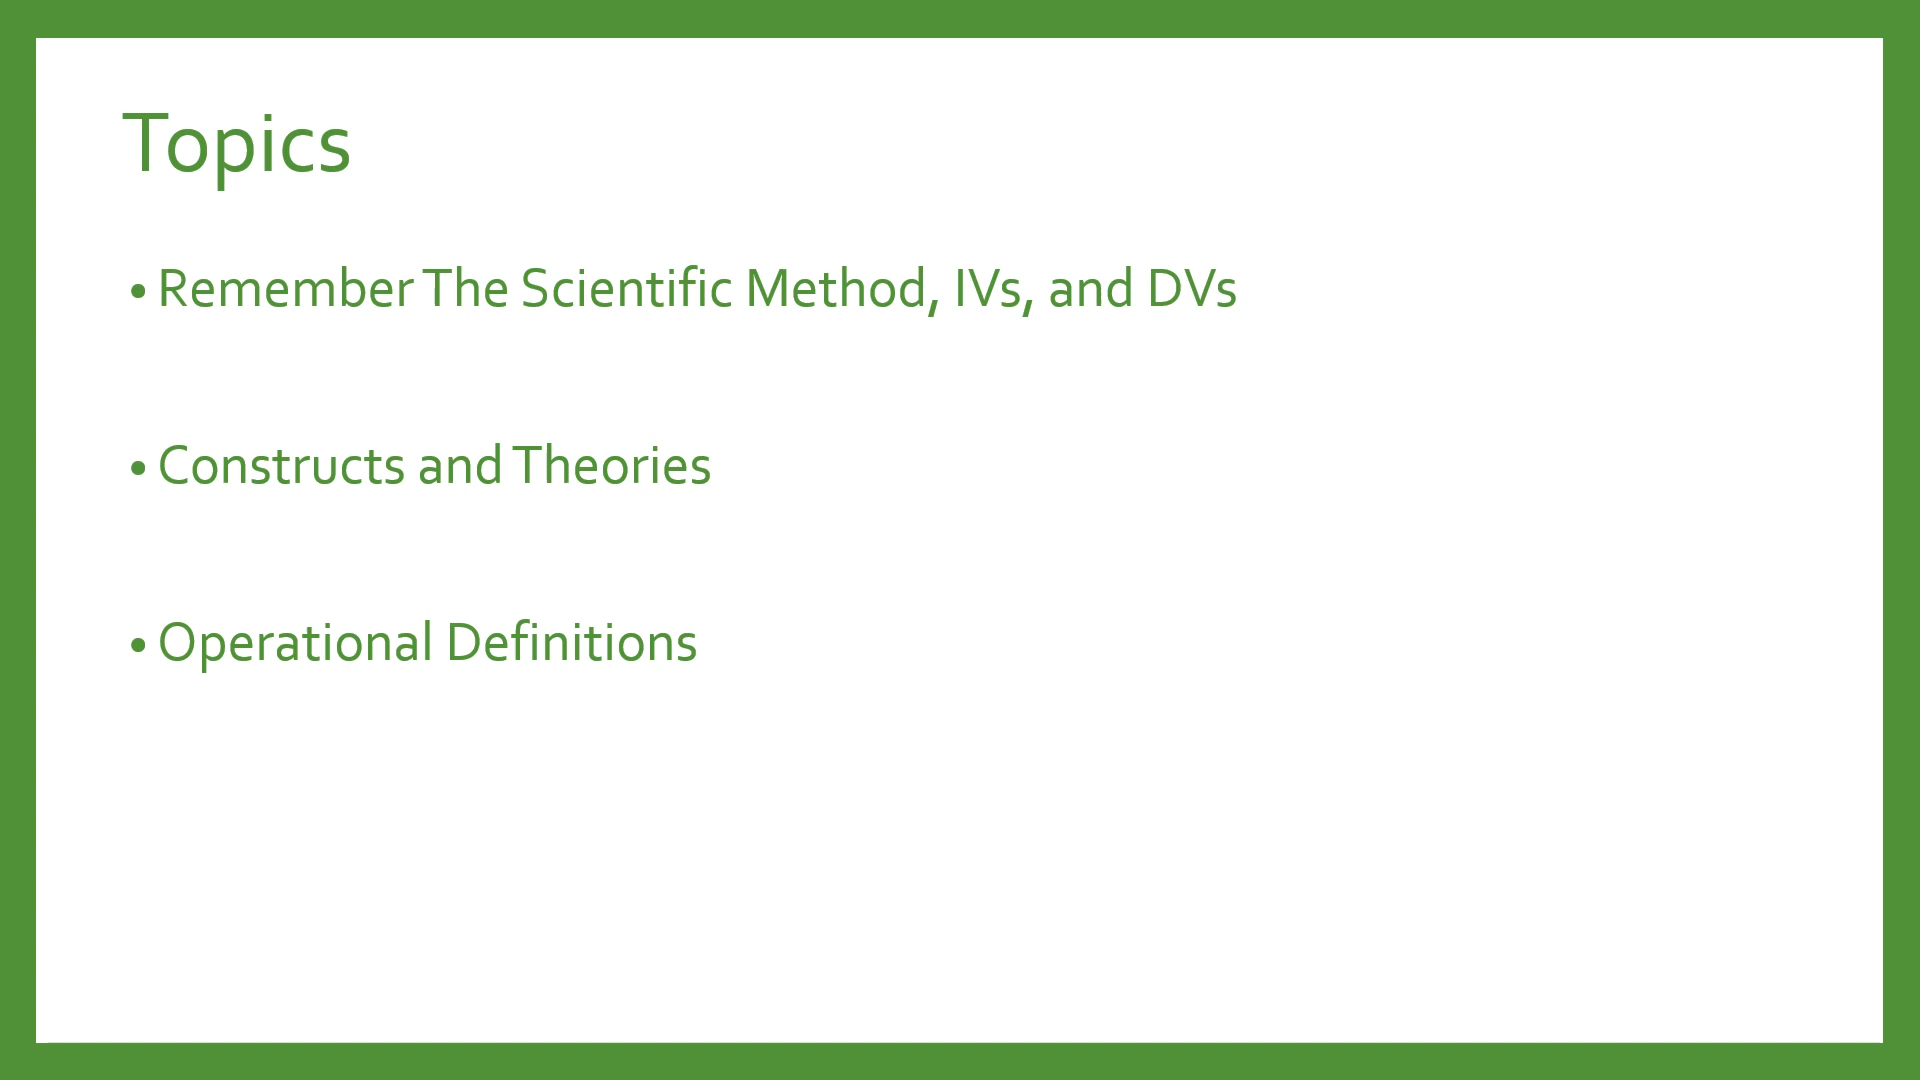 Topics
• Remember The Scientific Method, IVs, and DVs
• Constructs and Theories
• Operational Definitions